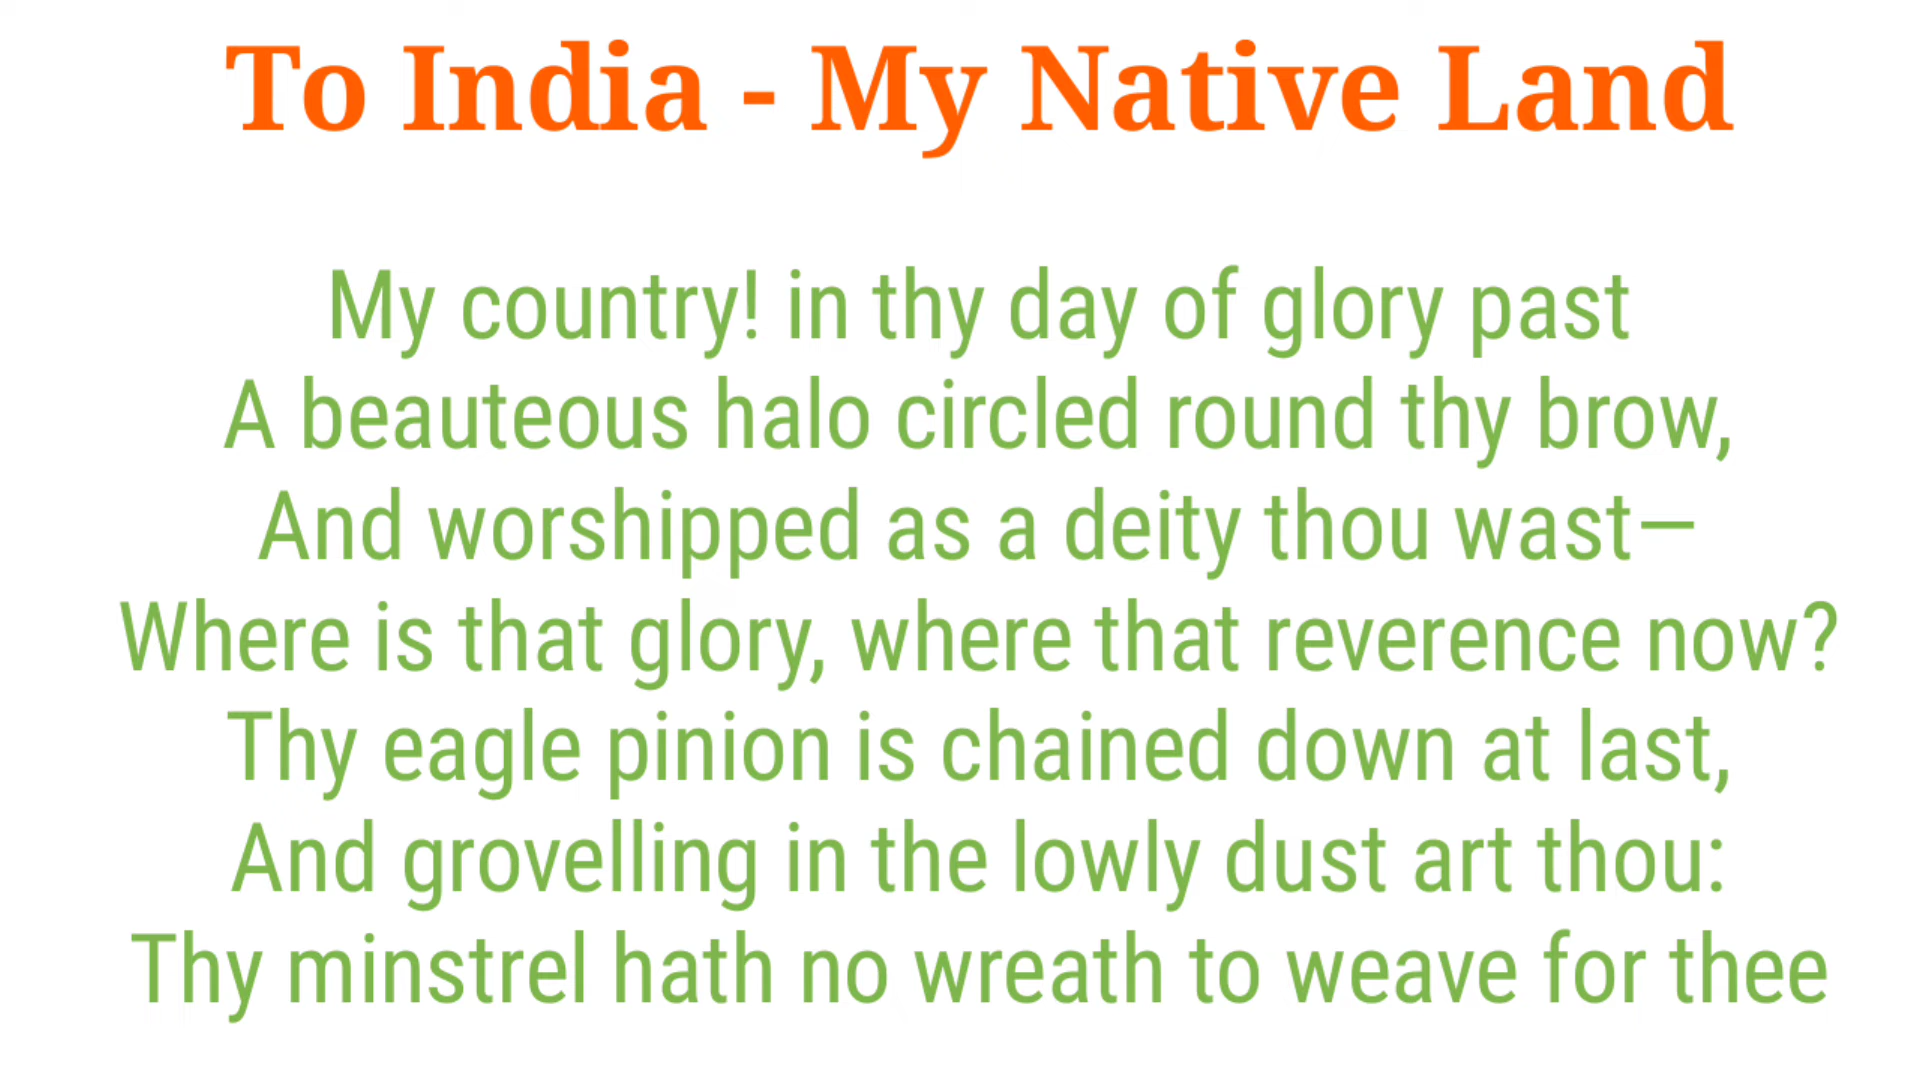 To India - My Native Land
My country! in thy day of glory past
A beauteous halo circled round thy brow,
And worshipped as a deity thou wast—
Where is that glory, where that reverence now?
Thy eagle pinion is chained down at last,
And grovelling in the lowly dust art thou:
Thy minstrel hath no wreath to weave for thee